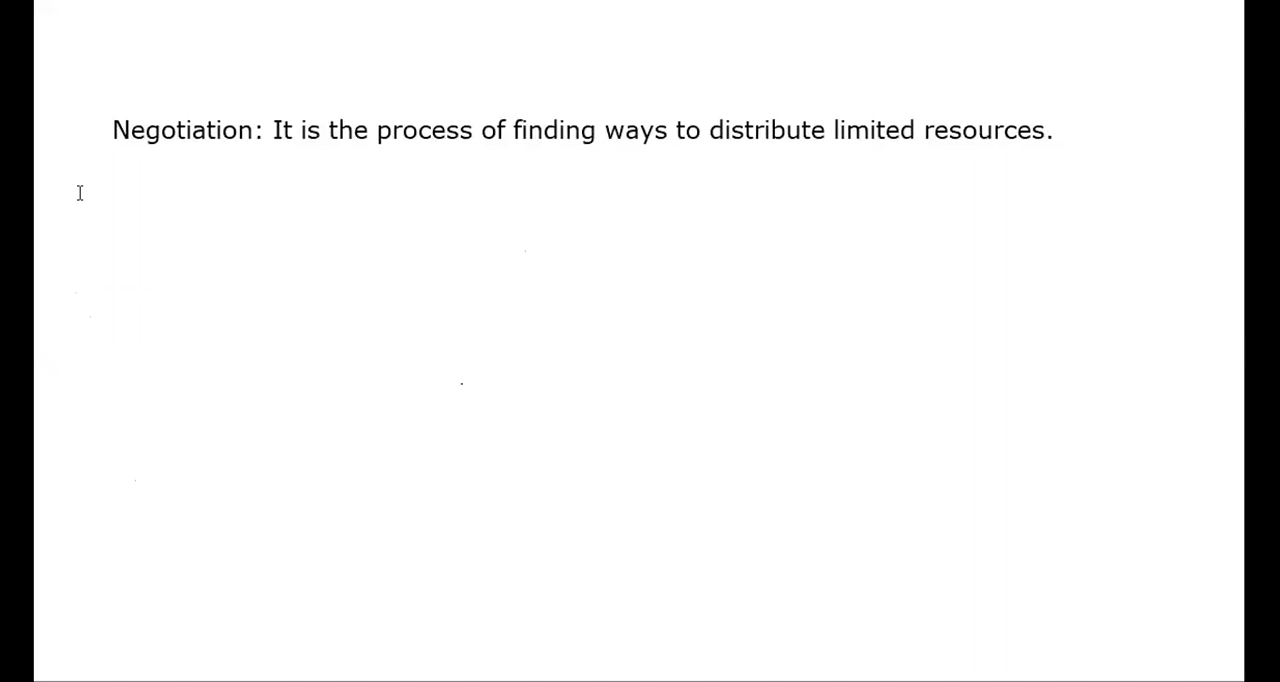 Negotiation: It is the process of finding ways to distribute limited resources.